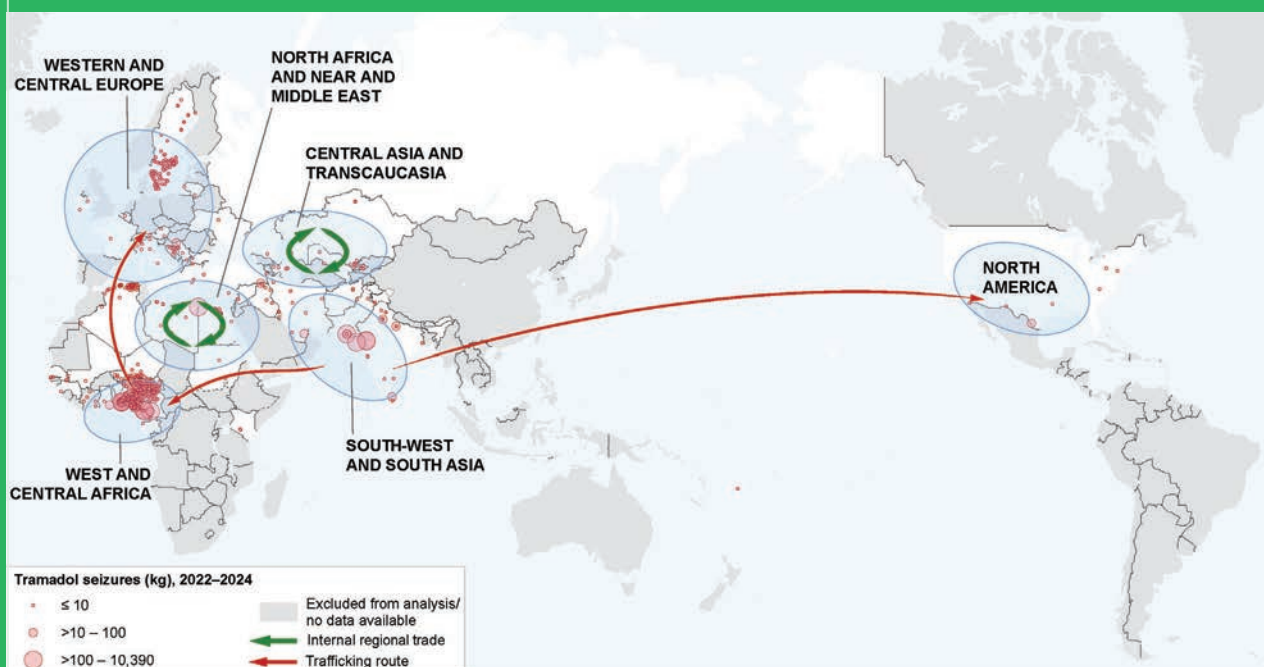 WESTERN AND
CENTRAL EUROPE
NORTH AFRICA
AND NEAR AND
MIDDLE EAST
CENTRAL ASIA AND
TRANSCAUCASIA
NORTH
AMERICA
SOUTH-WEST
AND SOUTH ASIA
WEST AND
CENTRAL AFRICA
Tramadol seizures (kg), 2022–2024
≤ 10
>10 – 100
>100 – 10,390
Excluded from analysis/
no data available
Internal regional trade
Trafficking route